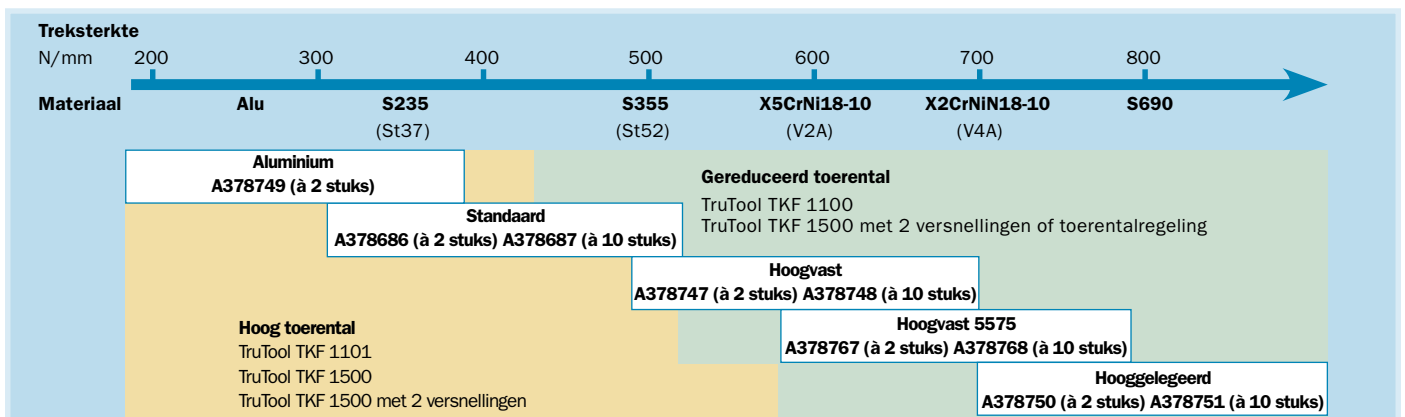 Treksterkte
N/mm 200 300 400 500 600 700 800
Materiaal Alu S235 S355 X5CrNi18-10 X2CrNiN18-10 S690
(St37) (St52) (V2A) (V4A)
Aluminium
A378749 (à 2 stuks)
Gereduceerd toerental
TruTool TKF 1100
TruTool TKF 1500 met 2 versnellingen of toerentalregeling
Standaard
A378686 (à 2 stuks) A378687 (à 10 stuks)
Hoogvast
A378747 (à 2 stuks) A378748 (à 10 stuks)
Hoogvast 5575
A378767 (à 2 stuks) A378768 (à 10 stuks)
Hoog toerental
TruTool TKF 1101
TruTool TKF 1500
TruTool TKF 1500 met 2 versnellingen
Hooggelegeerd
A378750 (à 2 stuks) A378751 (à 10 stuks)